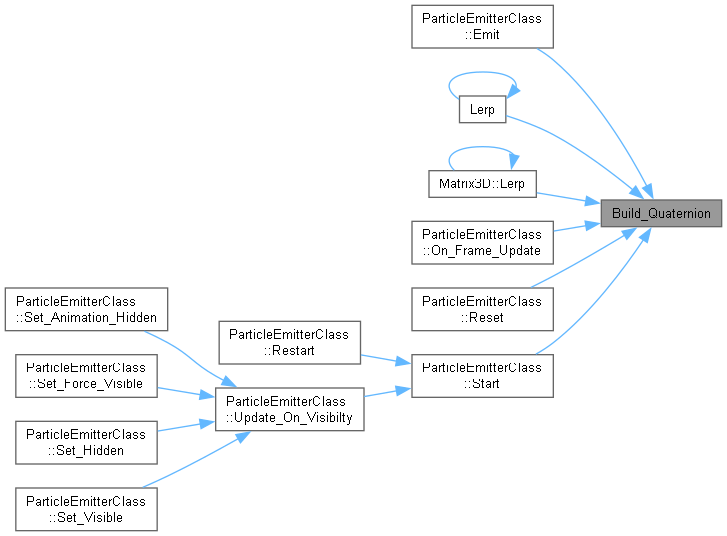 ParticleEmitterClass
::Emit
Lerp
Matrix3D::Lerp
Build_Quaternion
ParticleEmitterClass
::On_Frame_Update
ParticleEmitterClass
::Set_Animation_Hidden
ParticleEmitterClass
::Reset
ParticleEmitterClass
::Restart
ParticleEmitterClass
::Set_Force_Visible
ParticleEmitterClass
::Start
ParticleEmitterClass
::Update_On_Visibilty
ParticleEmitterClass
::Set_Hidden
ParticleEmitterClass
::Set_Visible